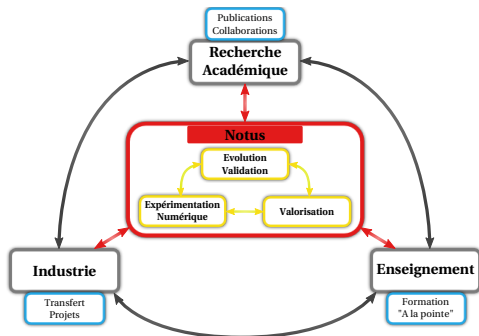 Publications
Collaborations
Recherche
Académique
Notus
Evolution
Validation
Expérimentation
Numérique
Valorisation
Industrie
Transfert
Projets
Enseignement
Formation
"A la pointe"